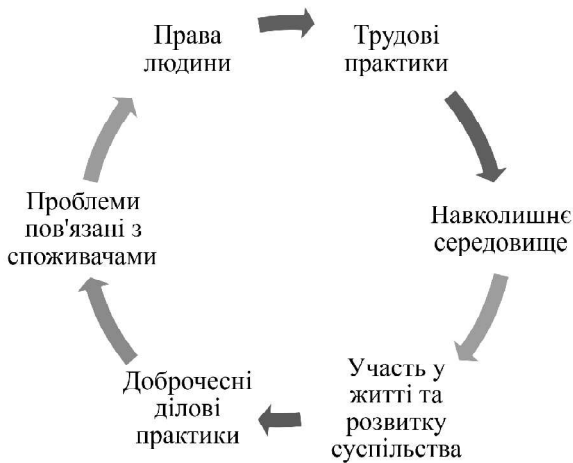 Права
людини
Трудові
практики
Навколишнє
середовище
Участь у
житті та
розвитку
суспільства
Доброчесні
ділові
практики
Проблеми
пов'язані з
споживачами